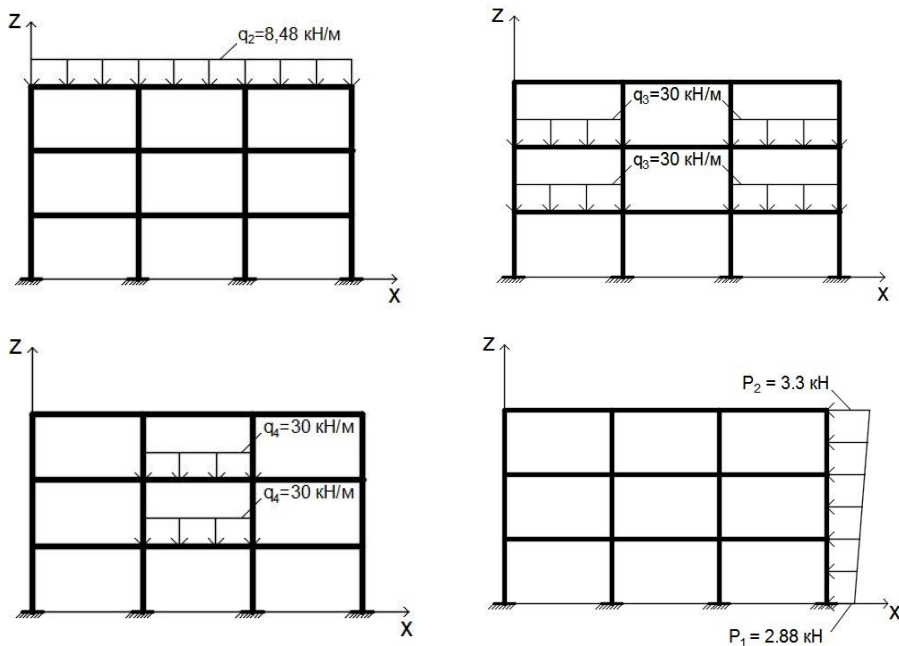 Z
q₂=8,48 кН/м
X
Z
q₃=30 кН/м
q₃=30 кН/м
X
Z
q₄=30 кН/м
q₄=30 кН/м
X
Z
P₂ = 3.3 кН
X
P₁ = 2.88 кН